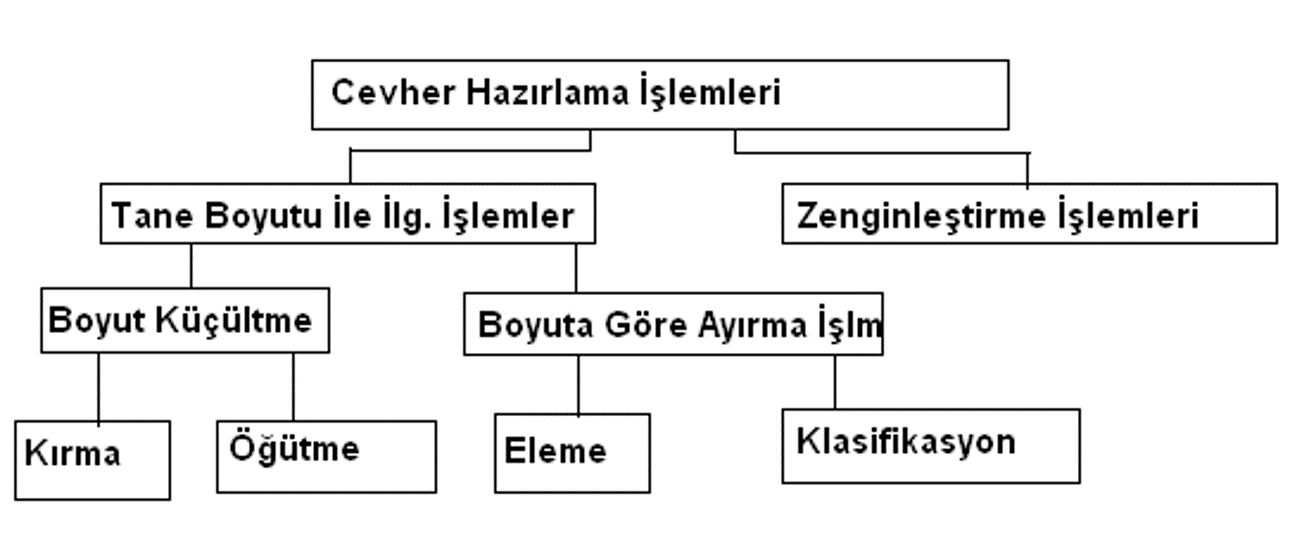 Cevher Hazırlama İşlemleri
Tane Boyutu İle İlg. İşlemler
Zenginleştirme İşlemleri
Boyut Küçültme
Boyuta Göre Ayırma İşlm
Kırma
Öğütme
Eleme
Klasifikasyon